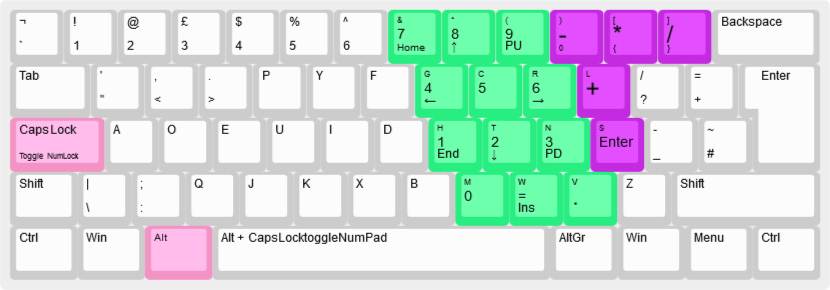 ¬ ! @ £ $ % ^ & * ( ) [ ] Backspace
7 8 9 - * /
` 1 2 3 4 5 6 Home ↑ PU 0 { }
Tab ' , . P Y F G C R L / = Enter
4 5 6 +
" < > ← → ? +
CapsLock A O E U I D H T N S - ~
1 2 3 Enter
Toggle NumLock End ↓ PD _ #
Shift | ; Q J K X B M W V Z Shift
0 = .
\ : Ins
Ctrl Win Alt Alt + CapsLocktoggleNumPad AltGr Win Menu Ctrl